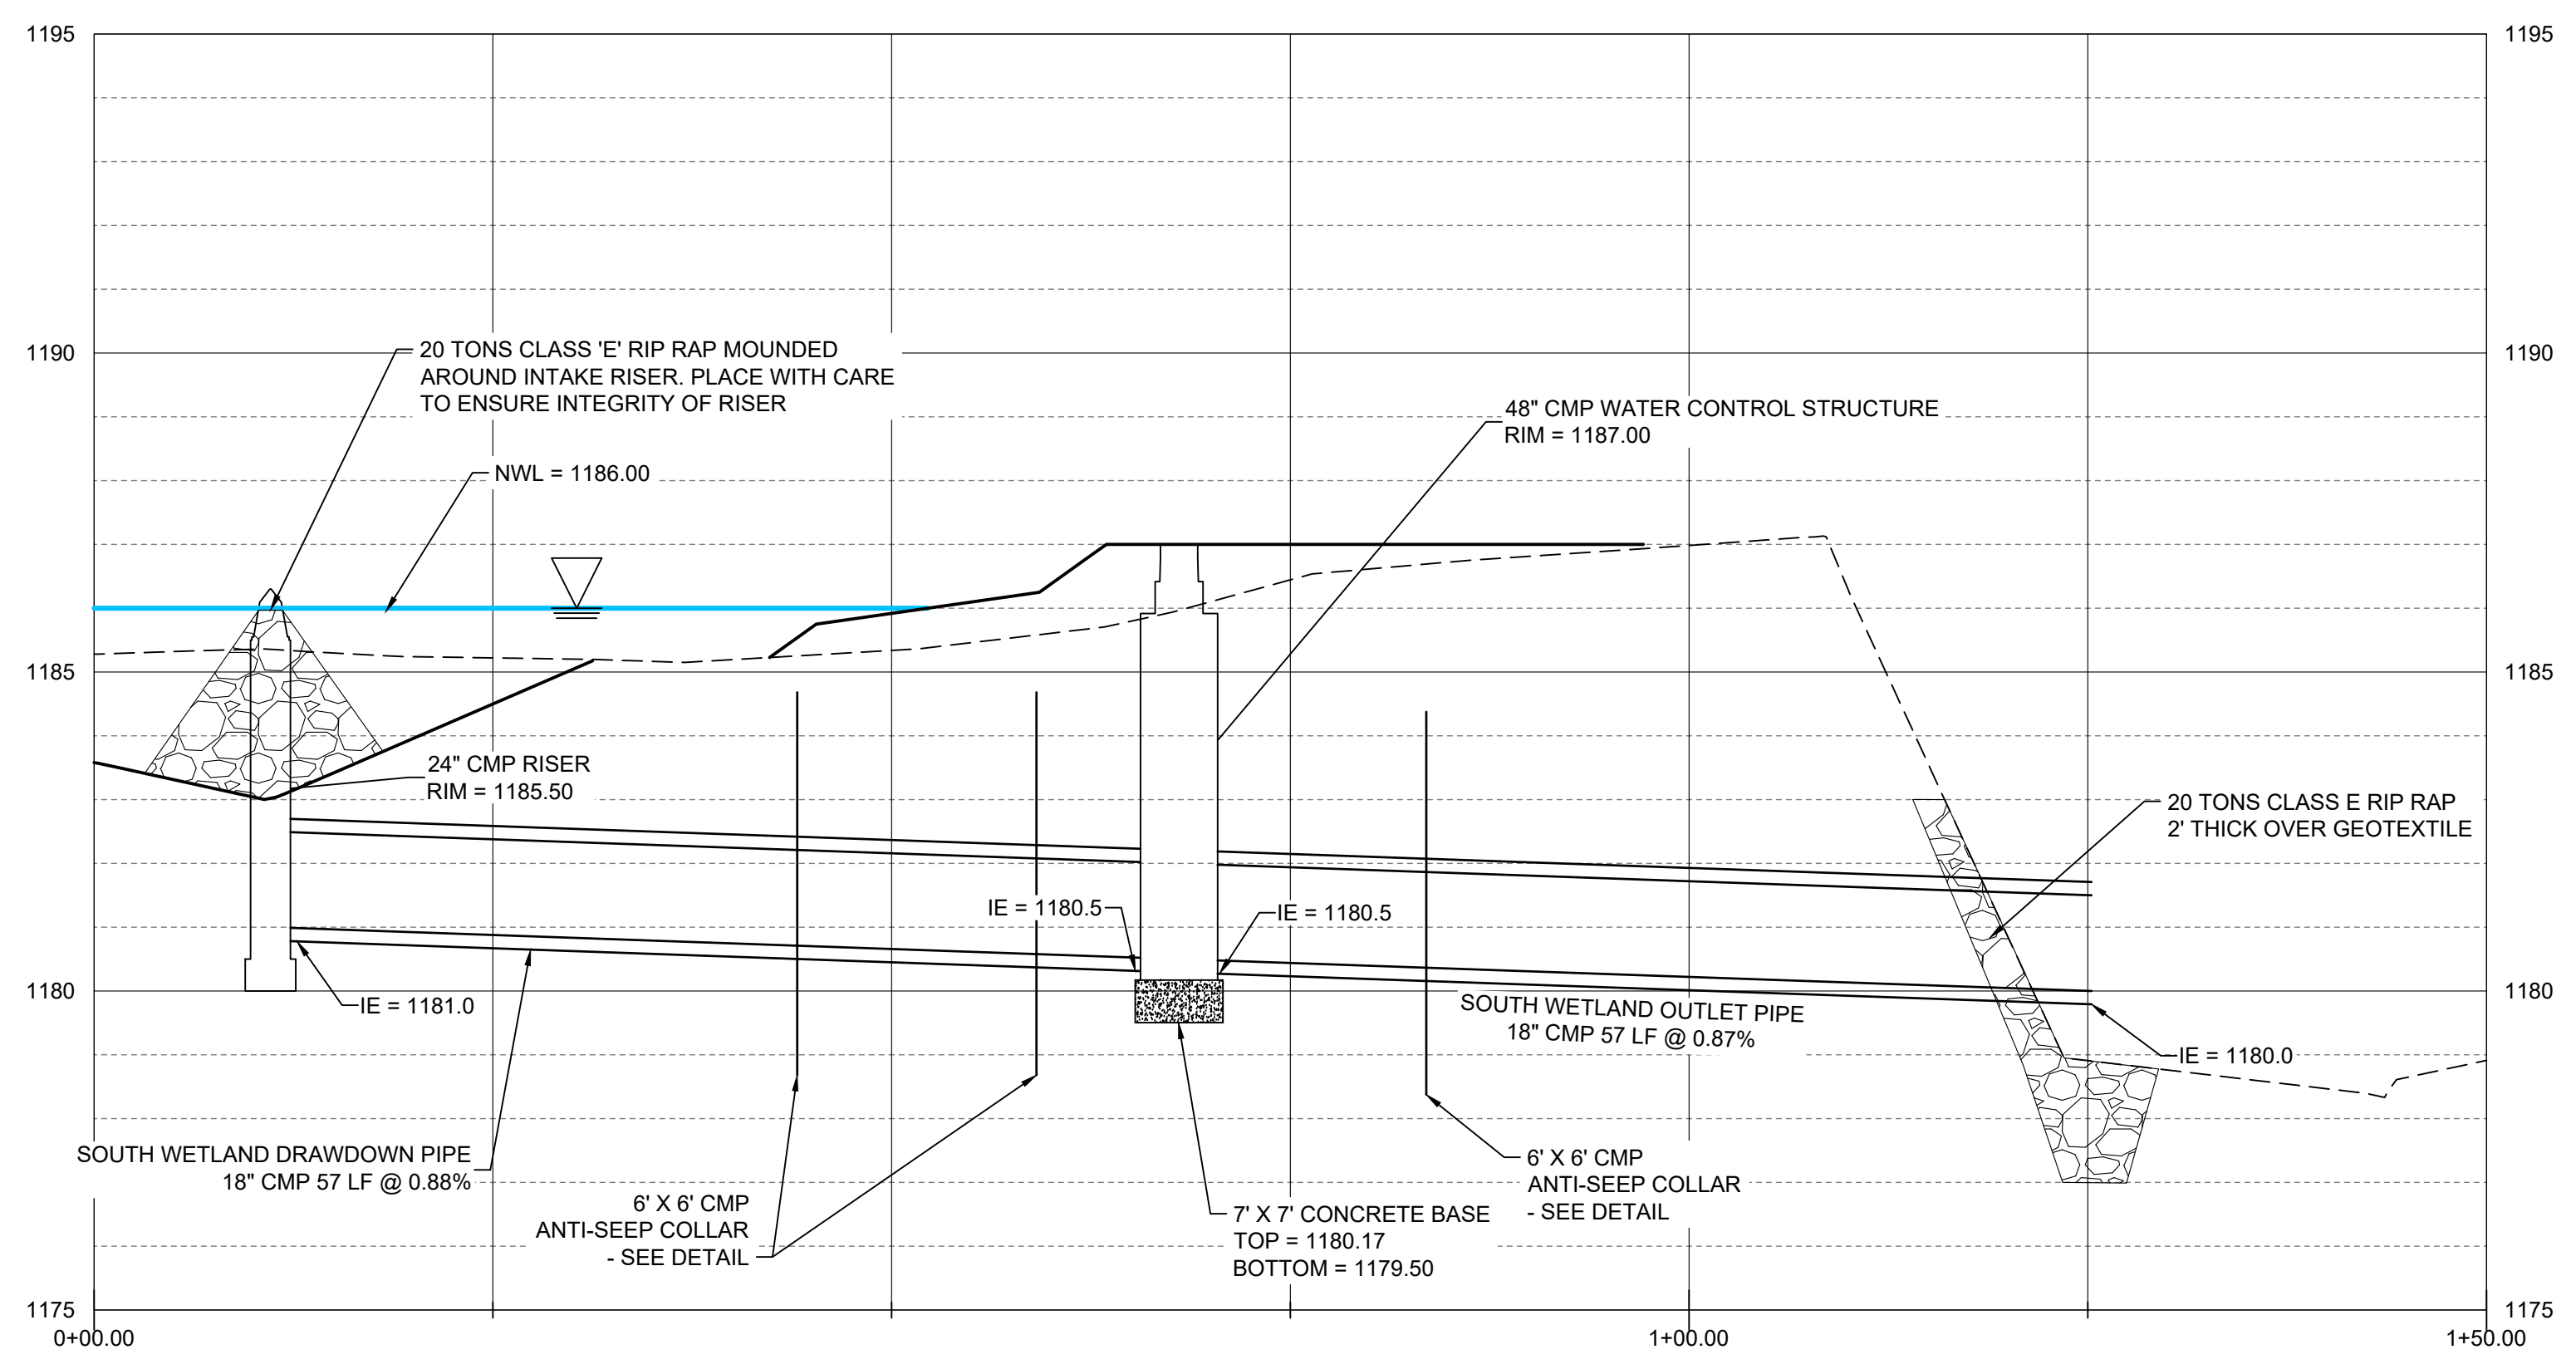 1195
1195
1190
1190
20 TONS CLASS 'E' RIP RAP MOUNDED
AROUND INTAKE RISER. PLACE WITH CARE
TO ENSURE INTEGRITY OF RISER
48" CMP WATER CONTROL STRUCTURE
RIM = 1187.00
NWL = 1186.00
1185
1185
24" CMP RISER
RIM = 1185.50
20 TONS CLASS E RIP RAP
2' THICK OVER GEOTEXTILE
IE = 1180.5
IE = 1180.5
1180
1180
IE = 1181.0
SOUTH WETLAND OUTLET PIPE
18" CMP 57 LF @ 0.87%
IE = 1180.0
SOUTH WETLAND DRAWDOWN PIPE
18" CMP 57 LF @ 0.88%
6' X 6' CMP
ANTI-SEEP COLLAR
- SEE DETAIL
6' X 6' CMP
ANTI-SEEP COLLAR
- SEE DETAIL
7' X 7' CONCRETE BASE
TOP = 1180.17
BOTTOM = 1179.50
1175
1175
0+00.00
1+00.00
1+50.00